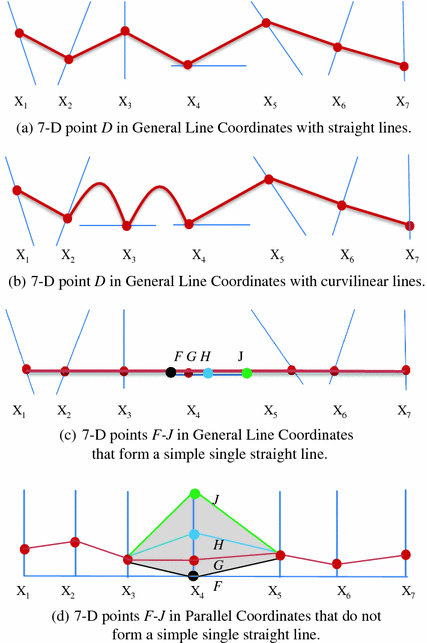 X1 X2 X3 X4 X5 X6 X7
(a) 7-D point D in General Line Coordinates with straight lines.
X1 X2 X3 X4 X5 X6 X7
(b) 7-D point D in General Line Coordinates with curvilinear lines.
F G H J
X1 X2 X3 X4 X5 X6 X7
(c) 7-D points F-J in General Line Coordinates
that form a simple single straight line.
J
H
G
F
X1 X2 X3 X4 X5 X6 X7
(d) 7-D points F-J in Parallel Coordinates that do not
form a simple single straight line.